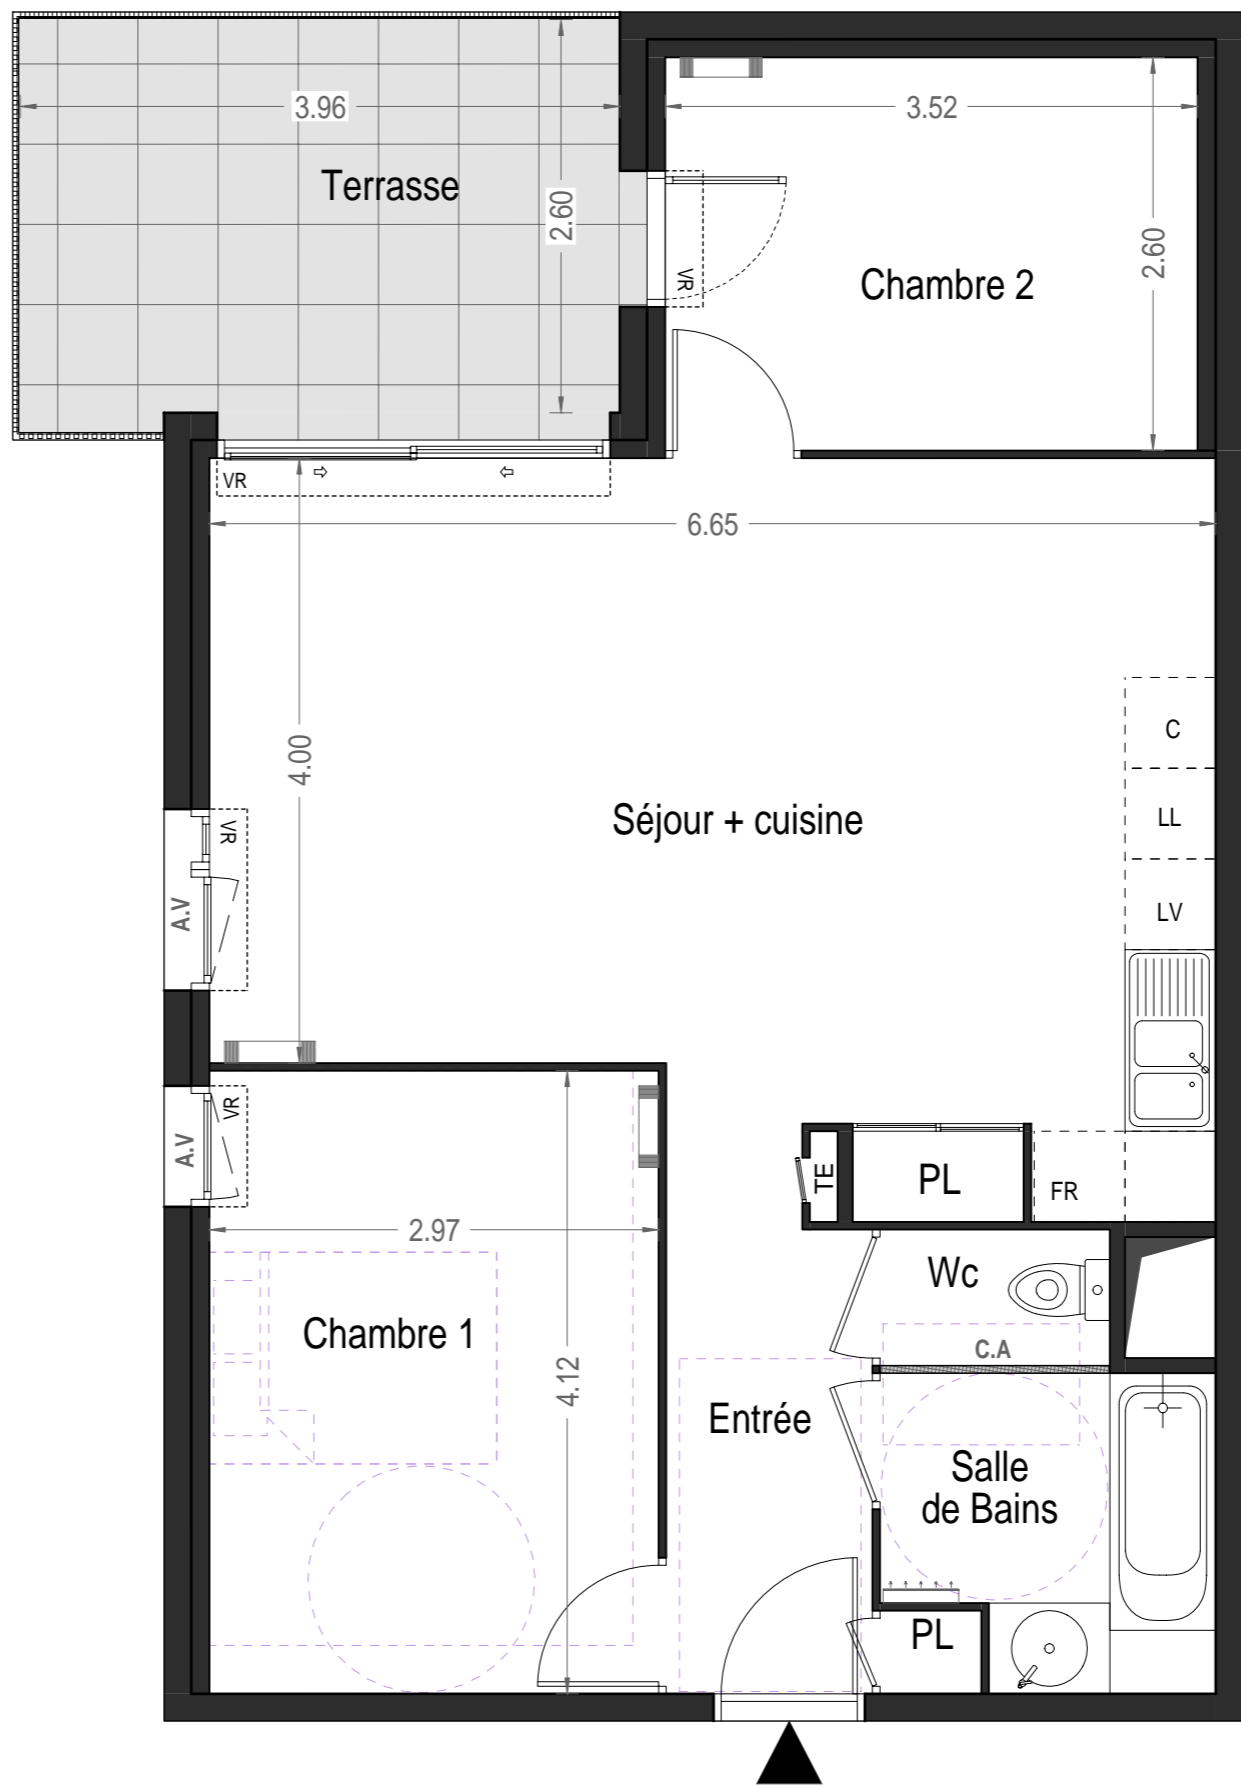 3.96
3.52
Terrasse
2.60
2.60
VR
Chambre 2
VR
6.65
C
4.00
Séjour + cuisine
LL
VR
A.V
LV
VR
A.V
TE
PL
FR
2.97
Wc
Chambre 1
C.A
4.12
Entrée
Salle
de Bains
PL